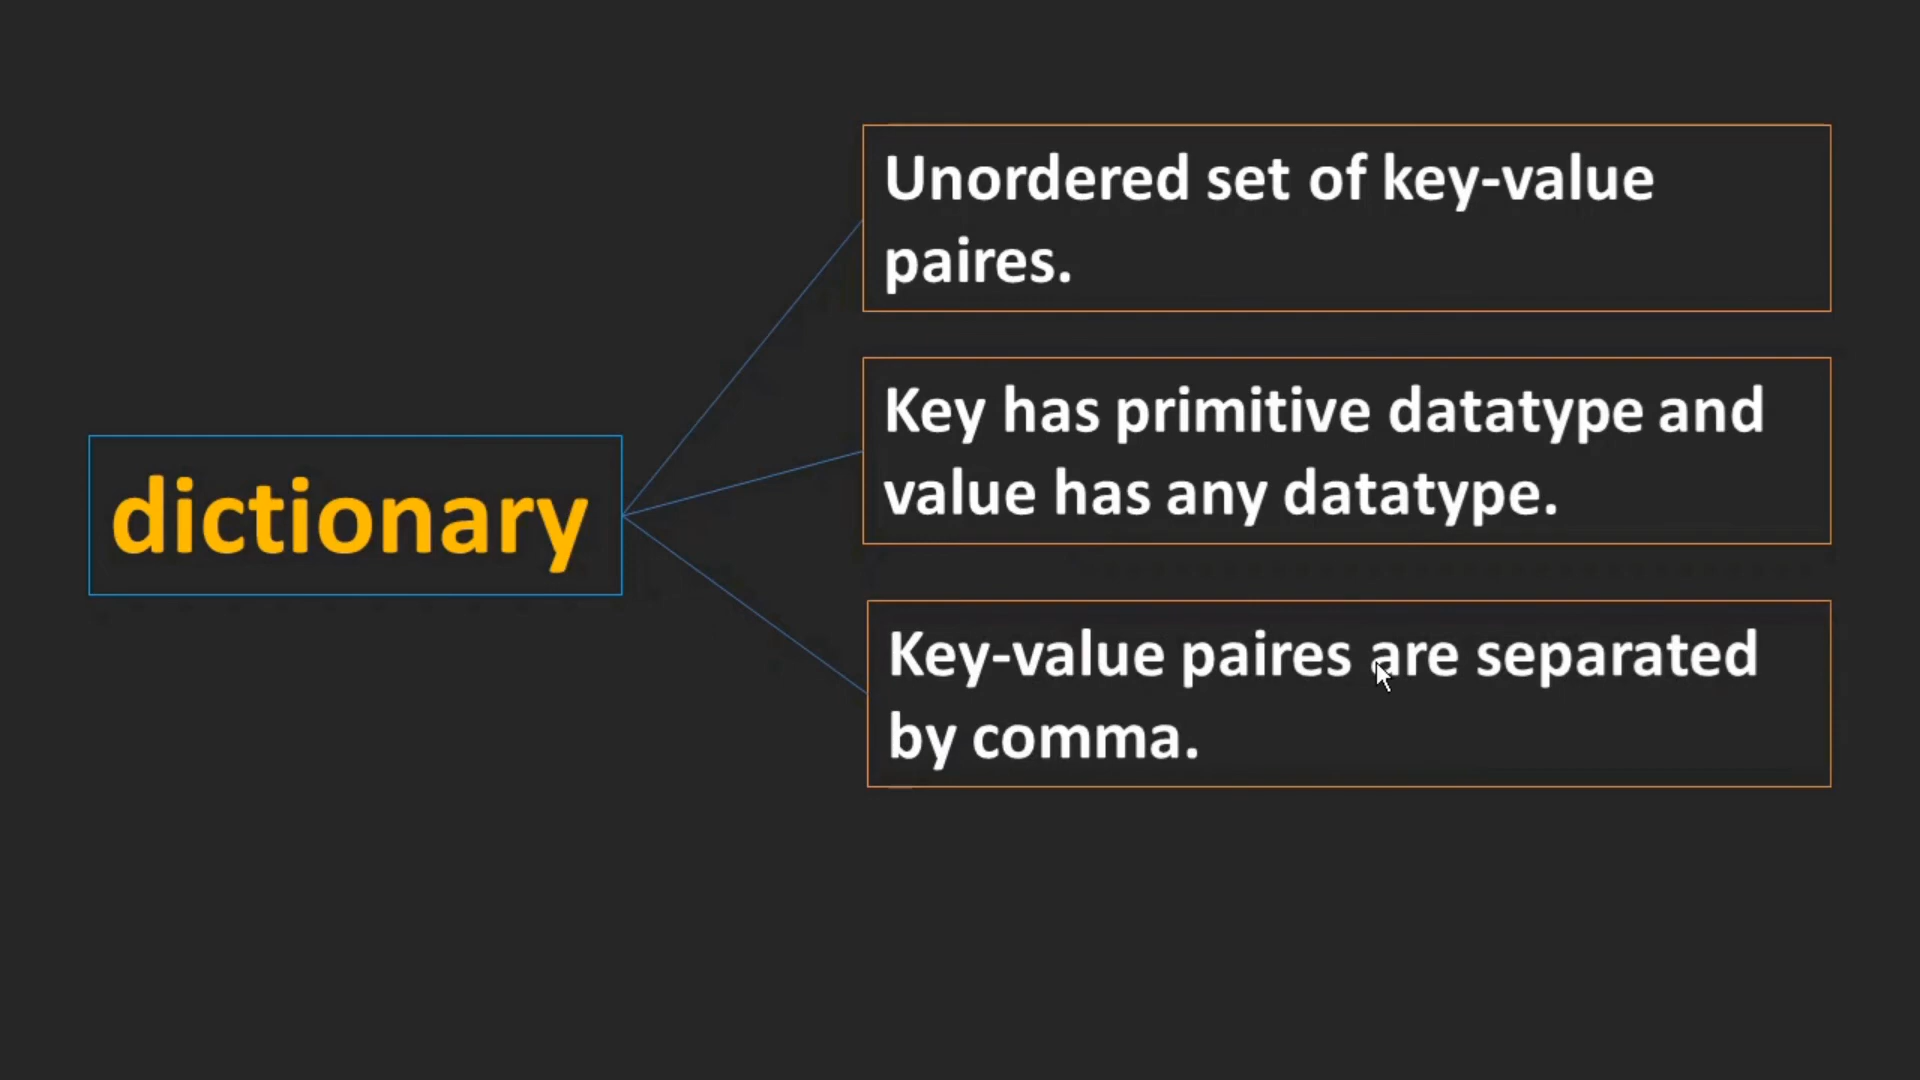 dictionary
Unordered set of key-value
paires.
Key has primitive datatype and
value has any datatype.
Key-value paires are separated
by comma.